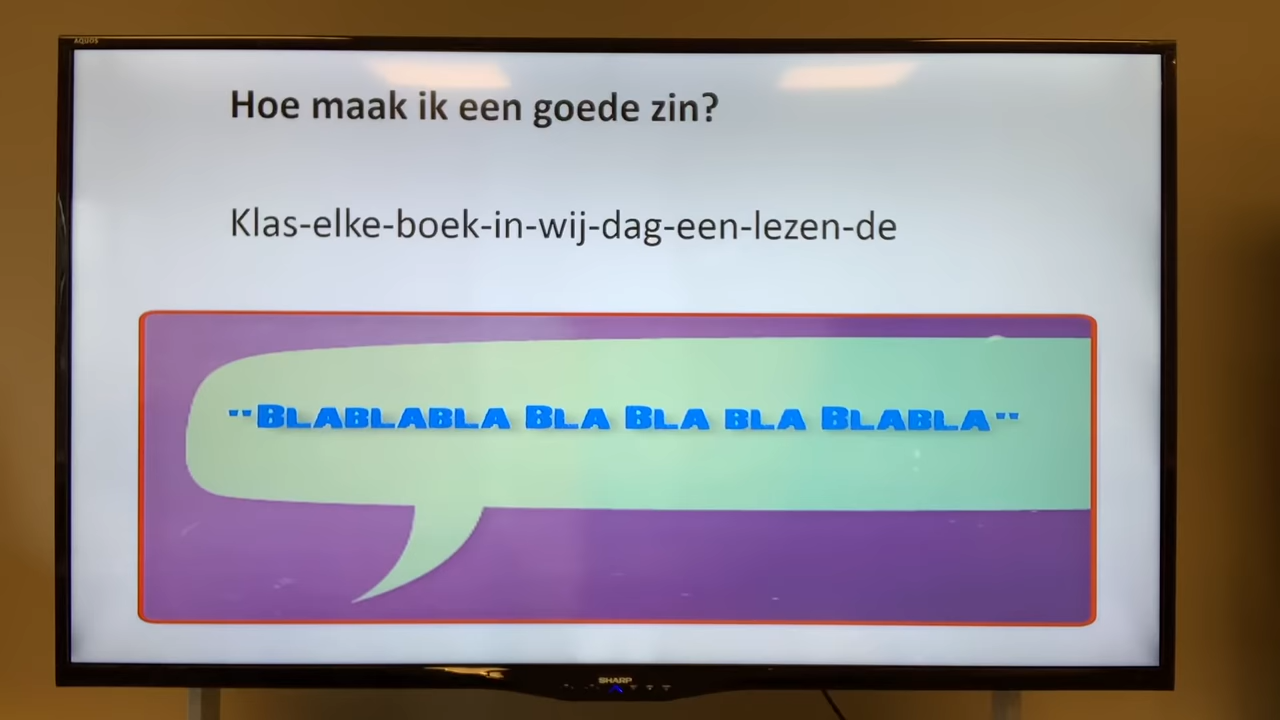 AQUOS
Hoe maak ik een goede zin?
Klas-elke-boek-in-wij-dag-een-lezen-de
"Blablabla Bla Bla bla Blabla"
SHARP